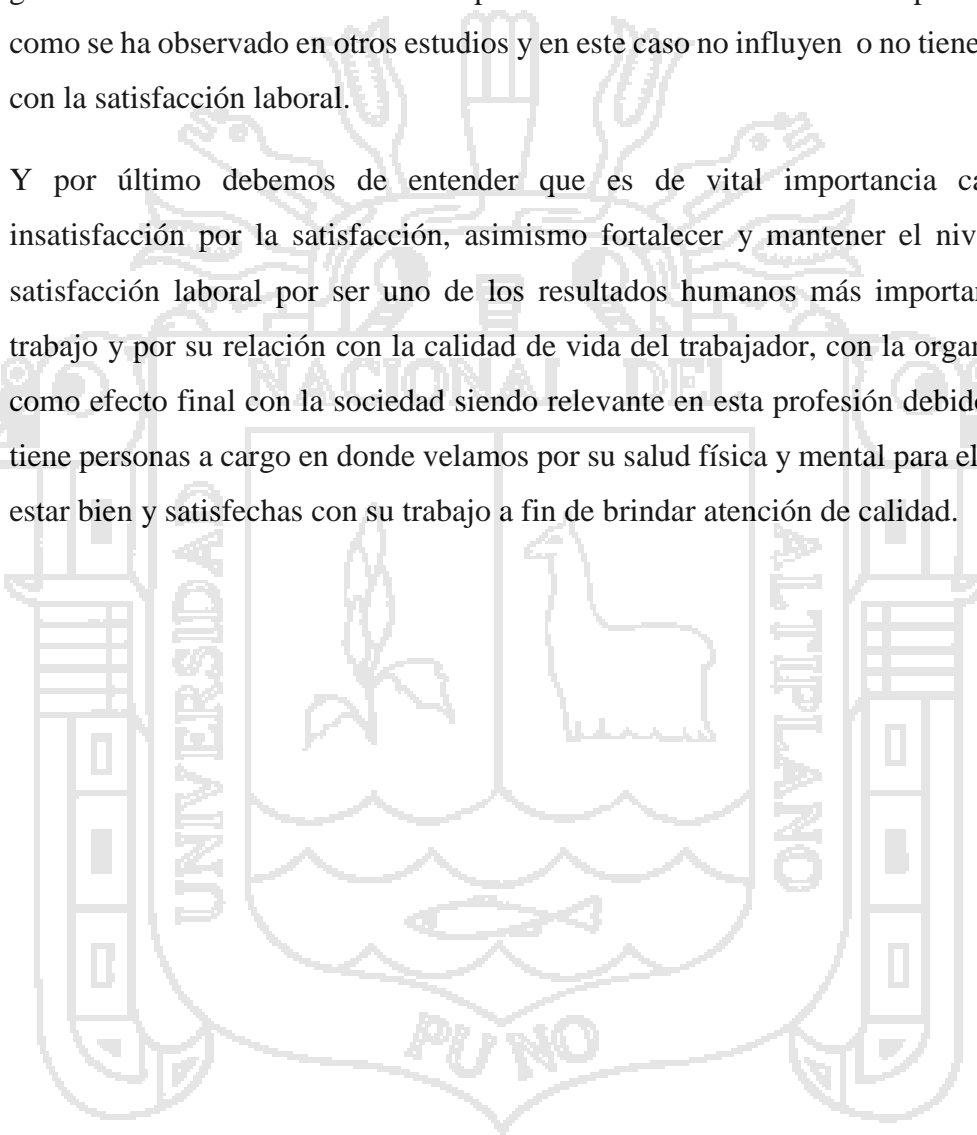 como se ha observado en otros estudios y en este caso no influyen o no tiene
con la satisfacción laboral.
Y por último debemos de entender que es de vital importancia ca
insatisfacción por la satisfacción, asimismo fortalecer y mantener el niv
satisfacción laboral por ser uno de los resultados humanos más importa
trabajo y por su relación con la calidad de vida del trabajador, con la organ
como efecto final con la sociedad siendo relevante en esta profesión debid
tiene personas a cargo en donde velamos por su salud física y mental para el
estar bien y satisfechas con su trabajo a fin de brindar atención de calidad.
NACIONAL DEL
UNIVERSIDAD
ALTIPLANO
PUNO